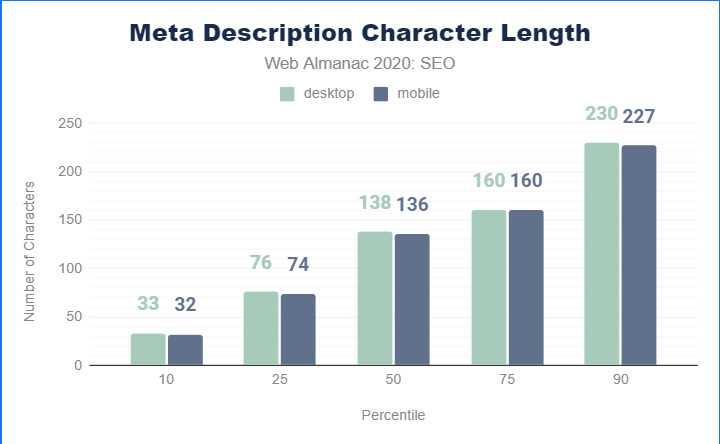 Meta Description Character Length
Web Almanac 2020: SEO
desktop mobile
Number of Characters
250
200
150
100
50
0
33 32
76 74
138 136
160 160
230 227
10 25 50 75 90
Percentile